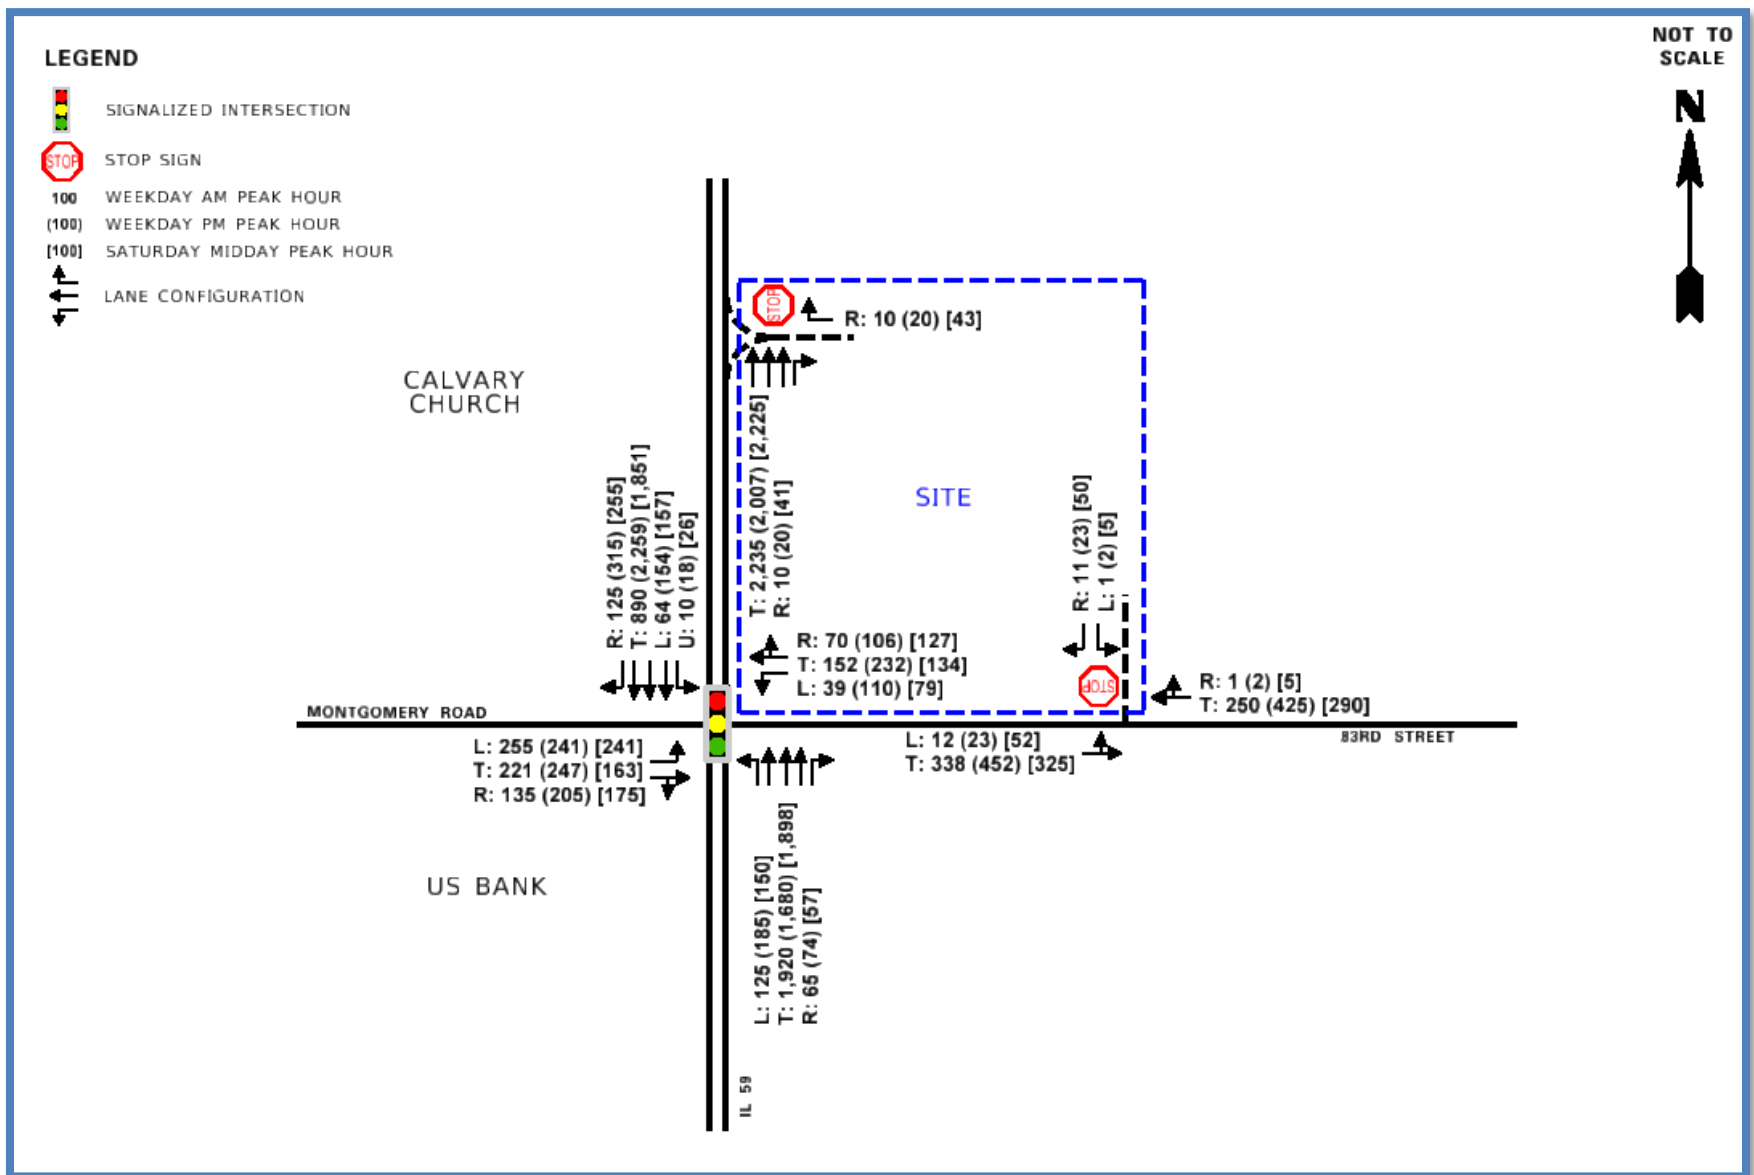 NOT TO
SCALE
N
LEGEND
SIGNALIZED INTERSECTION
STOP
STOP SIGN
100 WEEKDAY AM PEAK HOUR
(100) WEEKDAY PM PEAK HOUR
[100] SATURDAY MIDDAY PEAK HOUR
LANE CONFIGURATION
STOP
R: 10 (20) [43]
CALVARY
CHURCH
T: 2,235 (2,007) [2,225]
R: 10 (20) [41]
SITE
R: 125 (315) [255]
T: 890 (2,259) [1,851]
L: 64 (154) [157]
U: 10 (18) [26]
R: 11 (23) [50]
L: 1 (2) [5]
R: 70 (106) [127]
T: 152 (232) [134]
L: 39 (110) [79]
STOP
R: 1 (2) [5]
T: 250 (425) [290]
MONTGOMERY ROAD
83RD STREET
L: 255 (241) [241]
T: 221 (247) [163]
R: 135 (205) [175]
L: 12 (23) [52]
T: 338 (452) [325]
US BANK
L: 125 (185) [150]
T: 1,920 (1,680) [1,898]
R: 65 (74) [57]
IL 59